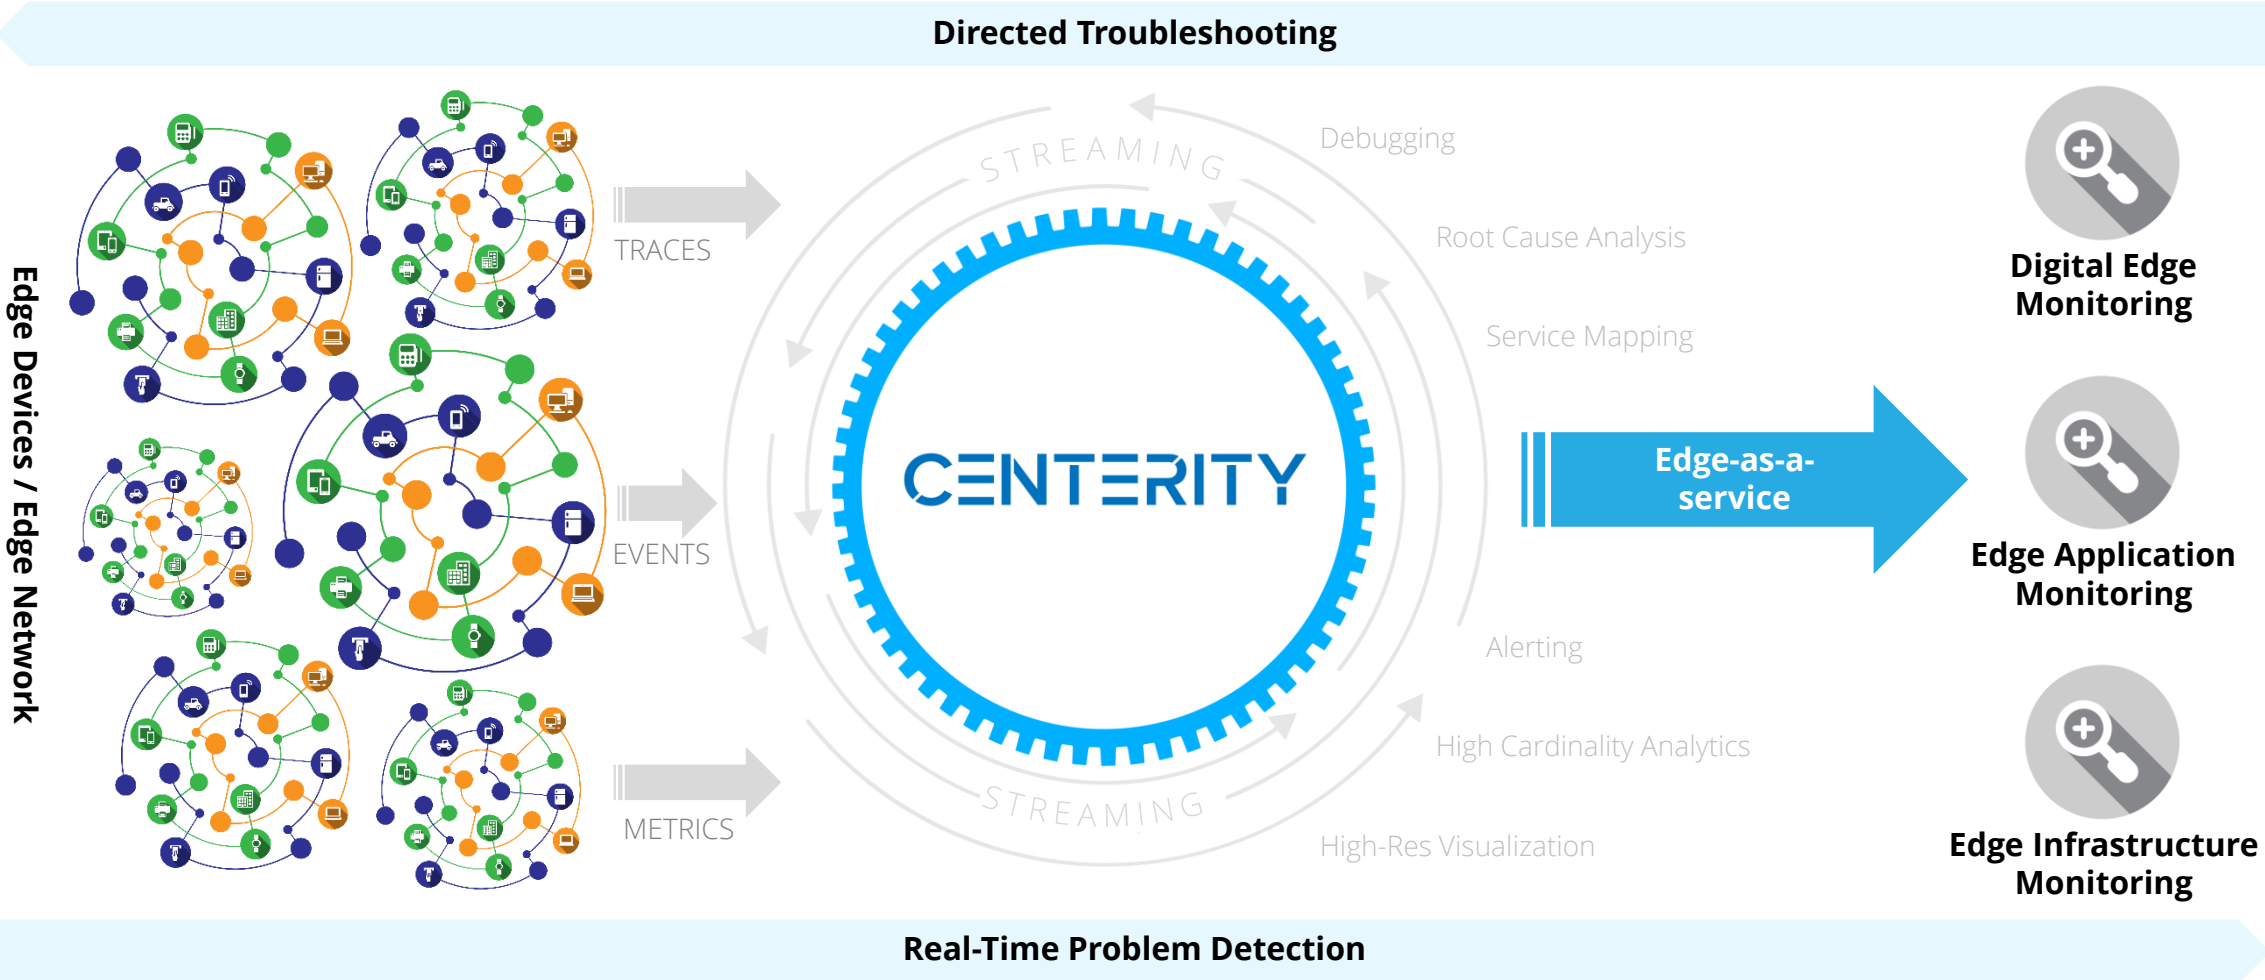 Directed Troubleshooting
Edge Devices / Edge Network
TRACES
EVENTS
METRICS
STREAMING
CENTERITY
STREAMING
Debugging
Root Cause Analysis
Service Mapping
Alerting
High Cardinality Analytics
High-Res Visualization
Edge-as-a-
service
Digital Edge
Monitoring
Edge Application
Monitoring
Edge Infrastructure
Monitoring
Real-Time Problem Detection